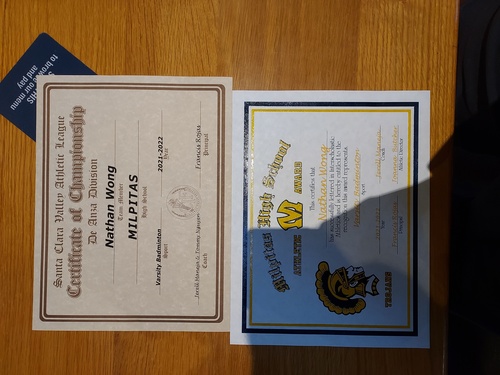 to browse our menu
and pay
Santa Clara Valley Athletic League
Certificate of Championship
De Anza Division
Nathan Wong
Team Member
MILPITAS
High School
Varsity Badminton
2021-2022
Sport
Year
Jerell Maneja & Tommy Nguyen
Francis Rojas
Coach
Principal
Milpitas High School
ATHLETIC M AWARD
This certifies that
Nathan Wong
has successfully lettered in Interscholastic
Athletics and is hereby entitled to the
recognition this award represents.
Varsity Badminton
Sport
Jerell Maneja
Year
Coach
Francis Rojas
Joanna Butcher
Principal
Athletic Director
TROJANS